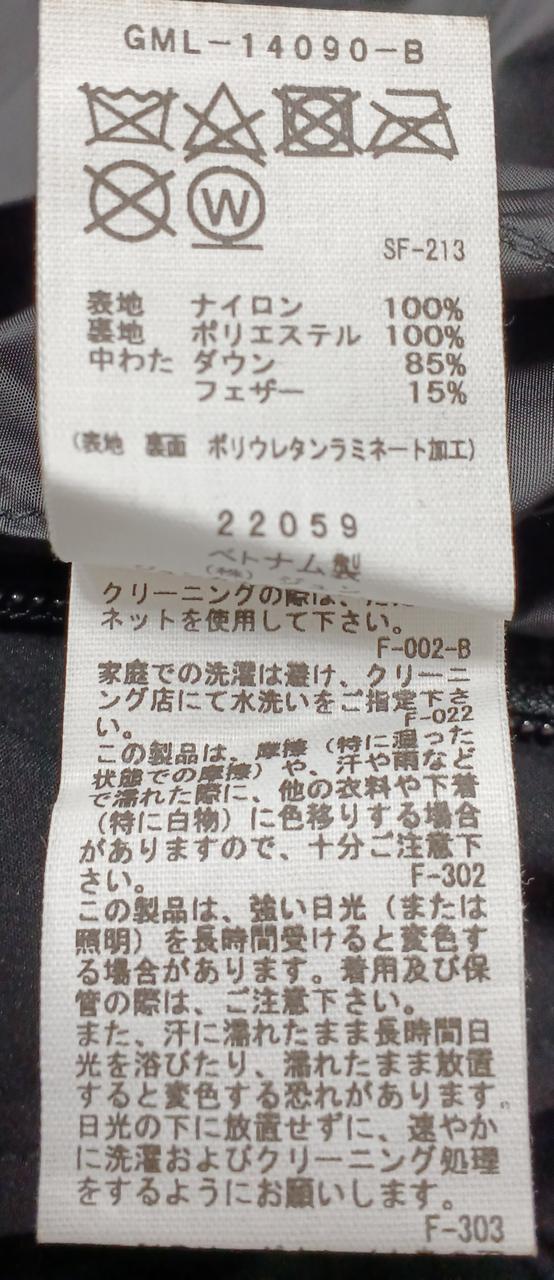 GML-14090-B
W
SF-213
表地 ナイロン 100%
裏地 ポリエステル 100%
中わた ダウン 85%
フェザー 15%
(表地 裏面 ポリウレタンラミネート加工)
22059
ベトナム製
クリーニングの際は、
ネットを使用して下さい。
F-002-B
家庭での洗濯は避け、クリーニ
ング店にて水洗いをご指定下さ
い。
F-022
この製品は、摩擦(特に湿った
状態での摩擦)や、汗や雨など
で濡れた際に、他の衣料や下着
(特に白物)に色移りする場合
がありますので、十分ご注意下
さい。
F-302
この製品は、強い日光(または
照明)を長時間受けると変色す
る場合があります。着用及び保
管の際は、ご注意下さい。
また、汗に濡れたまま長時間日
光を浴びたり、濡れたまま放置
すると変色する恐れがあります。
日光の下に放置せずに、速やか
に洗濯およびクリーニング処理
をするようにお願いします。
F-303